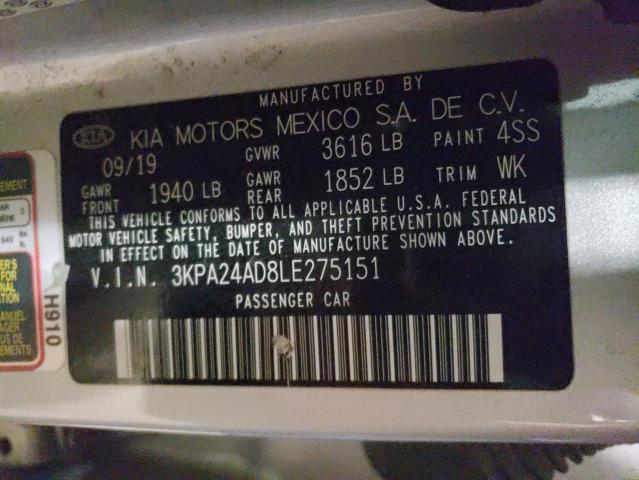 MANUFACTURED BY
KIA KIA MOTORS MEXICO S.A. DE C.V.
09/19 GVWR 3616 LB PAINT 4SS
GAWR FRONT 1940 LB GAWR REAR 1852 LB TRIM WK
THIS VEHICLE CONFORMS TO ALL APPLICABLE U.S.A. FEDERAL
MOTOR VEHICLE SAFETY, BUMPER, AND THEFT PREVENTION STANDARDS
IN EFFECT ON THE DATE OF MANUFACTURE SHOWN ABOVE.
V.I.N. 3KPA24AD8LE275151
PASSENGER CAR
H910